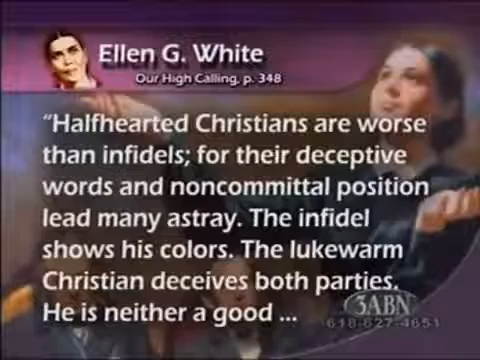 Ellen G. White
Our High Calling, p. 348
“Halfhearted Christians are worse
than infidels; for their deceptive
words and noncommittal position
lead many astray. The infidel
shows his colors. The lukewarm
Christian deceives both parties.
He is neither a good ...
3ABN
618-627-4651